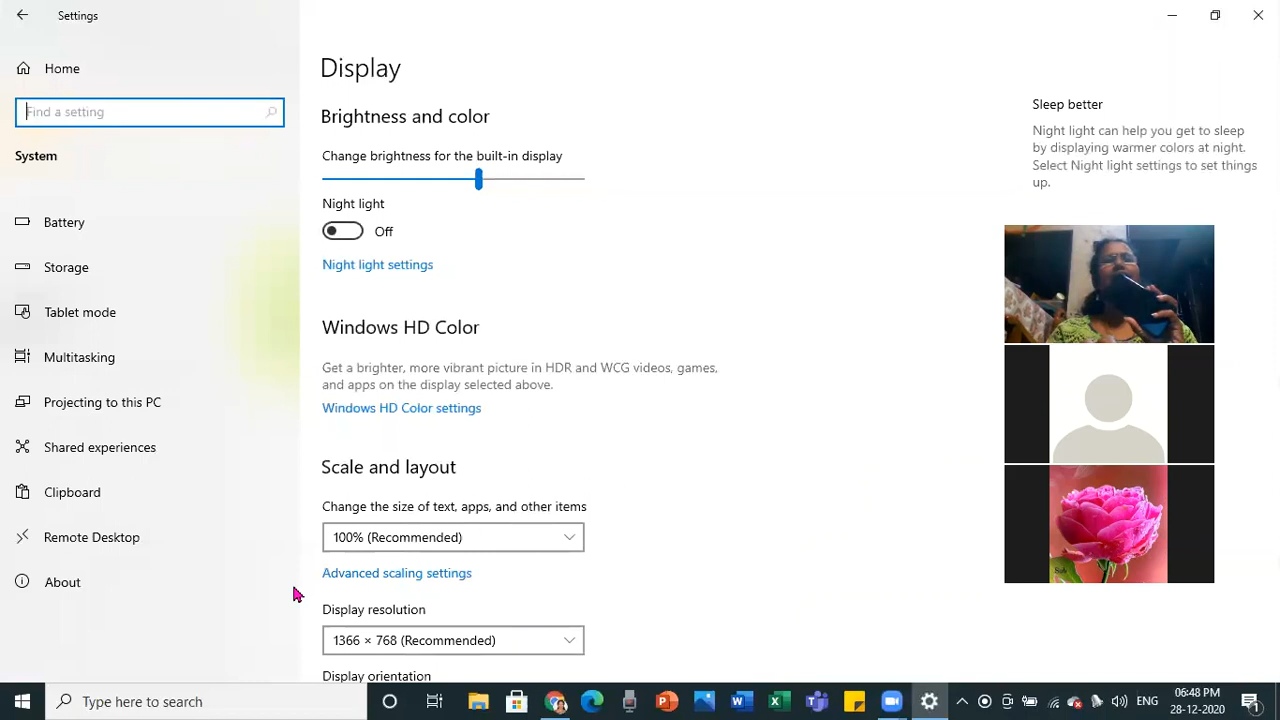 Settings
Home
Find a setting
System
Battery
Storage
Tablet mode
Multitasking
Projecting to this PC
Shared experiences
Clipboard
Remote Desktop
About
Display
Brightness and color
Change brightness for the built-in display
Night light
Off
Night light settings
Windows HD Color
Get a brighter, more vibrant picture in HDR and WCG videos, games,
and apps on the display selected above.
Windows HD Color settings
Scale and layout
Change the size of text, apps, and other items
100% (Recommended)
Advanced scaling settings
Display resolution
1366 × 768 (Recommended)
Display orientation
Sleep better
Night light can help you get to sleep
by displaying warmer colors at night.
Select Night light settings to set things
up.
Type here to search
ENG
06:48 PM
28-12-2020
1